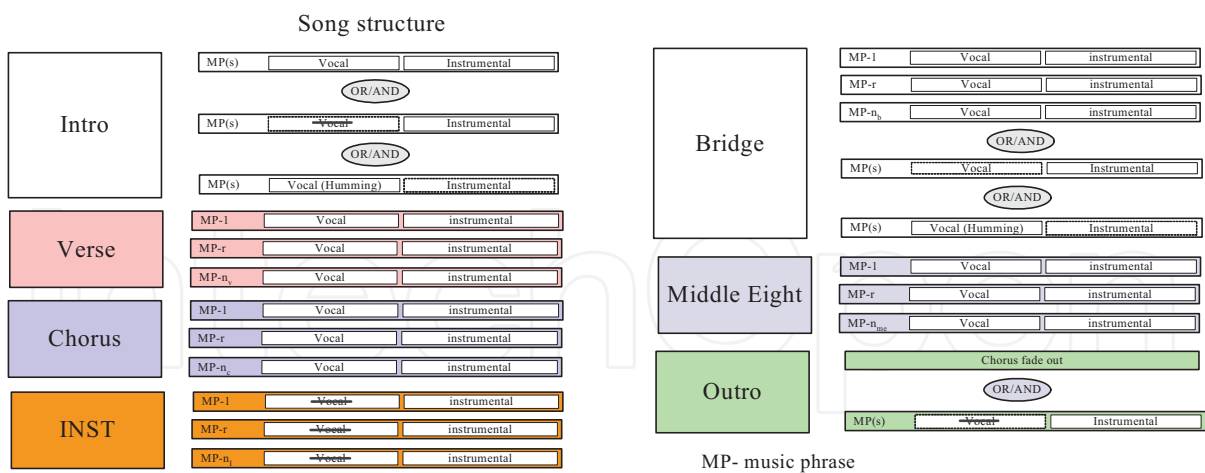 Song structure
Intro
MP(s) Vocal Instrumental
OR/AND
MP(s) Vocal Instrumental
OR/AND
MP(s) Vocal (Humming) Instrumental
Verse
MP-1 Vocal instrumental
MP-r Vocal instrumental
MP-nv Vocal instrumental
Chorus
MP-1 Vocal instrumental
MP-r Vocal instrumental
MP-nc Vocal instrumental
INST
MP-1 Vocal instrumental
MP-r Vocal instrumental
MP-nI Vocal instrumental
Bridge
MP-1 Vocal instrumental
MP-r Vocal instrumental
MP-nb Vocal instrumental
OR/AND
MP(s) Vocal Instrumental
OR/AND
MP(s) Vocal (Humming) Instrumental
Middle Eight
MP-1 Vocal instrumental
MP-r Vocal instrumental
MP-nme Vocal instrumental
Outro
Chorus fade out
OR/AND
MP(s) Vocal Instrumental
MP- music phrase
IntechOpen